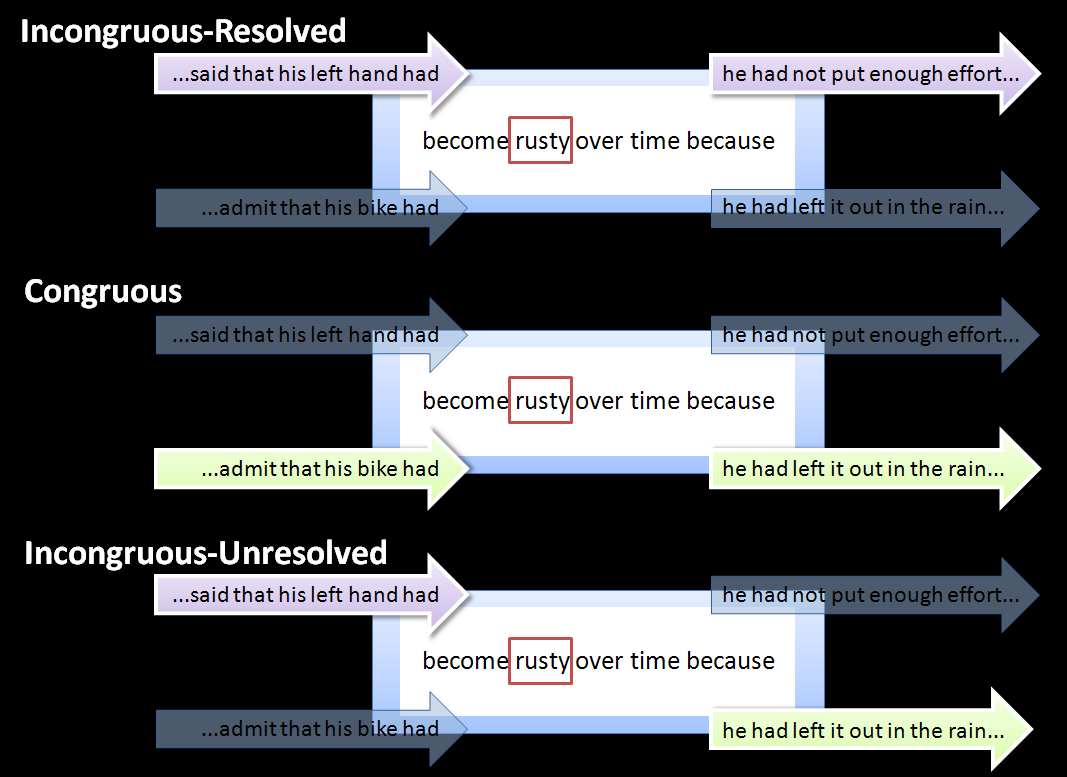 Incongruous-Resolved
...said that his left hand had
he had not put enough effort...
become rusty over time because
...admit that his bike had
he had left it out in the rain...
Congruous
...said that his left hand had
he had not put enough effort...
become rusty over time because
...admit that his bike had
he had left it out in the rain...
Incongruous-Unresolved
...said that his left hand had
he had not put enough effort...
become rusty over time because
...admit that his bike had
he had left it out in the rain...